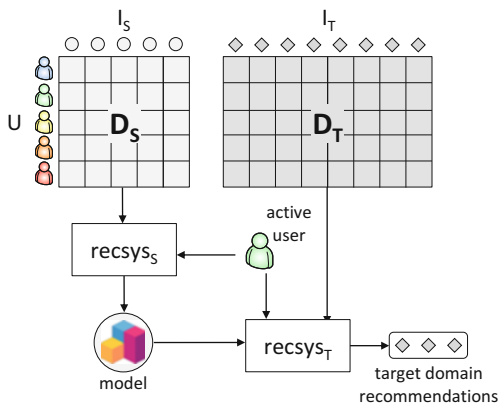 I_S
I_T
U
D_S
D_T
active
user
recsys_S
recsys_T
model
target domain
recommendations